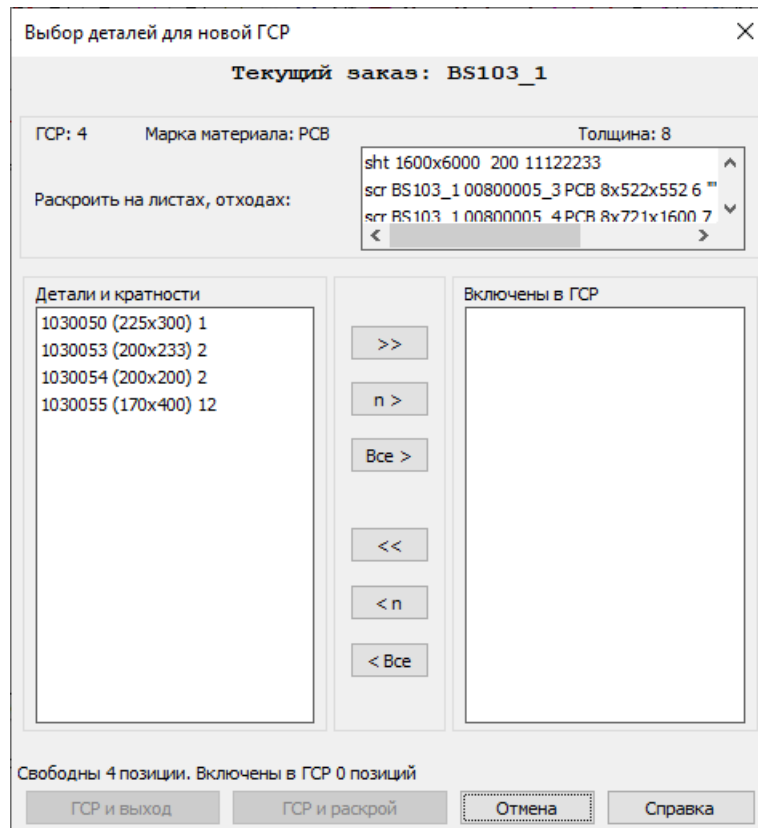 Выбор деталей для новой ГСР
Текущий заказ: BS103_1
ГСР: 4 Марка материала: PCB Толщина: 8
Раскроить на листах, отходах:
sht 1600x6000 200 11122233
scr BS103_1 00800005_3 PCB 8x522x552 6 ""
scr BS103_1 00800005_4 PCB 8x721x1600 7
Детали и кратности
1030050 (225x300) 1
1030053 (200x233) 2
1030054 (200x200) 2
1030055 (170x400) 12
>>
n >
Все >
<<
< n
< Все
Включены в ГСР
Свободны 4 позиции. Включены в ГСР 0 позиций
ГСР и выход ГСР и раскрой Отмена Справка